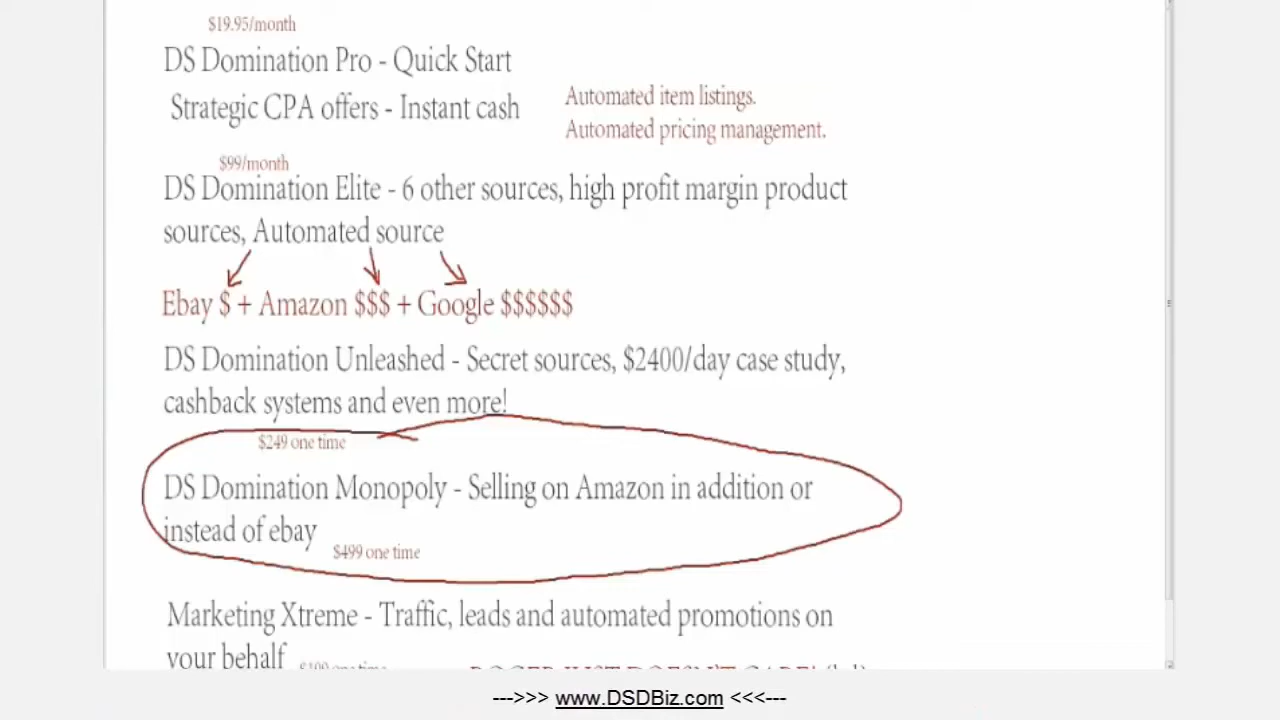 $19.95/month
DS Domination Pro - Quick Start
Strategic CPA offers - Instant cash
Automated item listings.
Automated pricing management.
$99/month
DS Domination Elite - 6 other sources, high profit margin product
sources, Automated source
Ebay $ + Amazon $$$ + Google $$$$$$
DS Domination Unleashed - Secret sources, $2400/day case study,
cashback systems and even more!
$249 one time
DS Domination Monopoly - Selling on Amazon in addition or
instead of ebay
$499 one time
Marketing Xtreme - Traffic, leads and automated promotions on
your behalf
--->>> www.DSDBiz.com <<<---